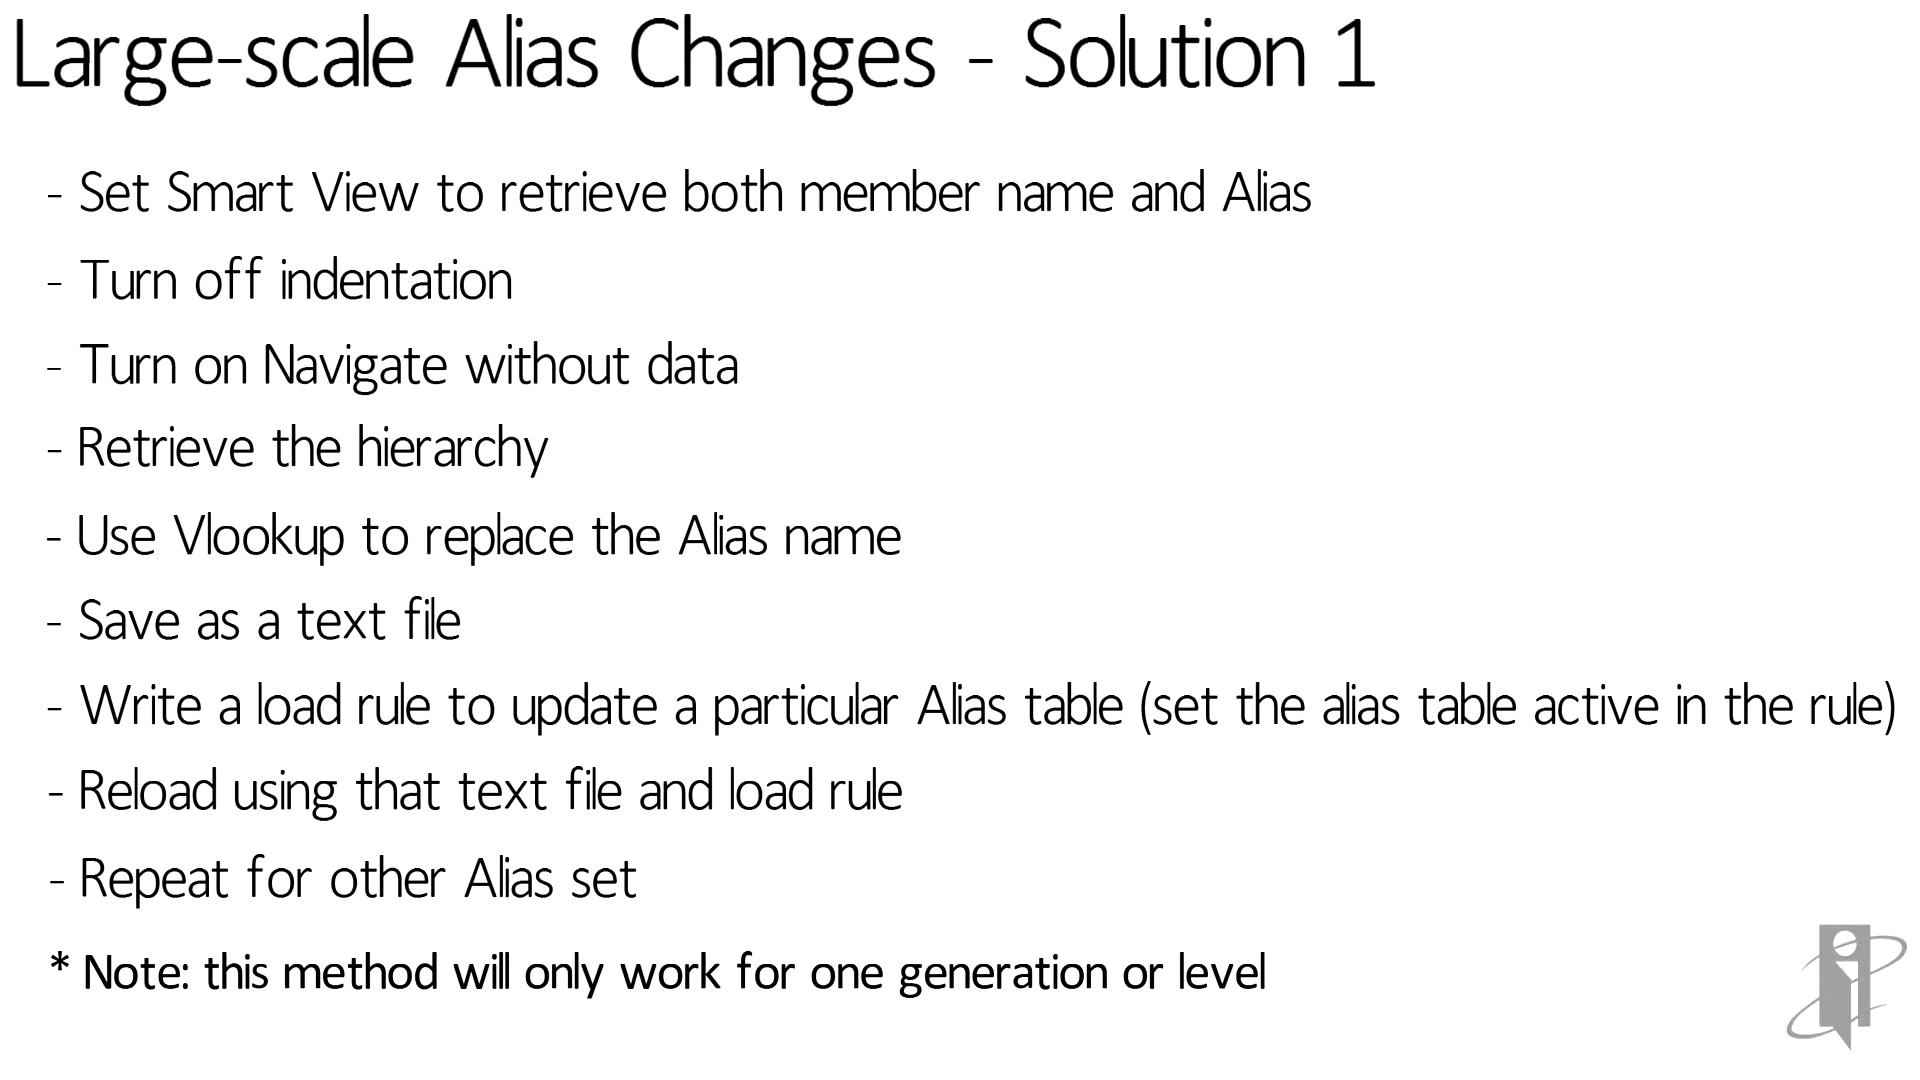 Large-scale Alias Changes - Solution 1
- Set Smart View to retrieve both member name and Alias
- Turn off indentation
- Turn on Navigate without data
- Retrieve the hierarchy
- Use Vlookup to replace the Alias name
- Save as a text file
- Write a load rule to update a particular Alias table (set the alias table active in the rule)
- Reload using that text file and load rule
- Repeat for other Alias set
* Note: this method will only work for one generation or level